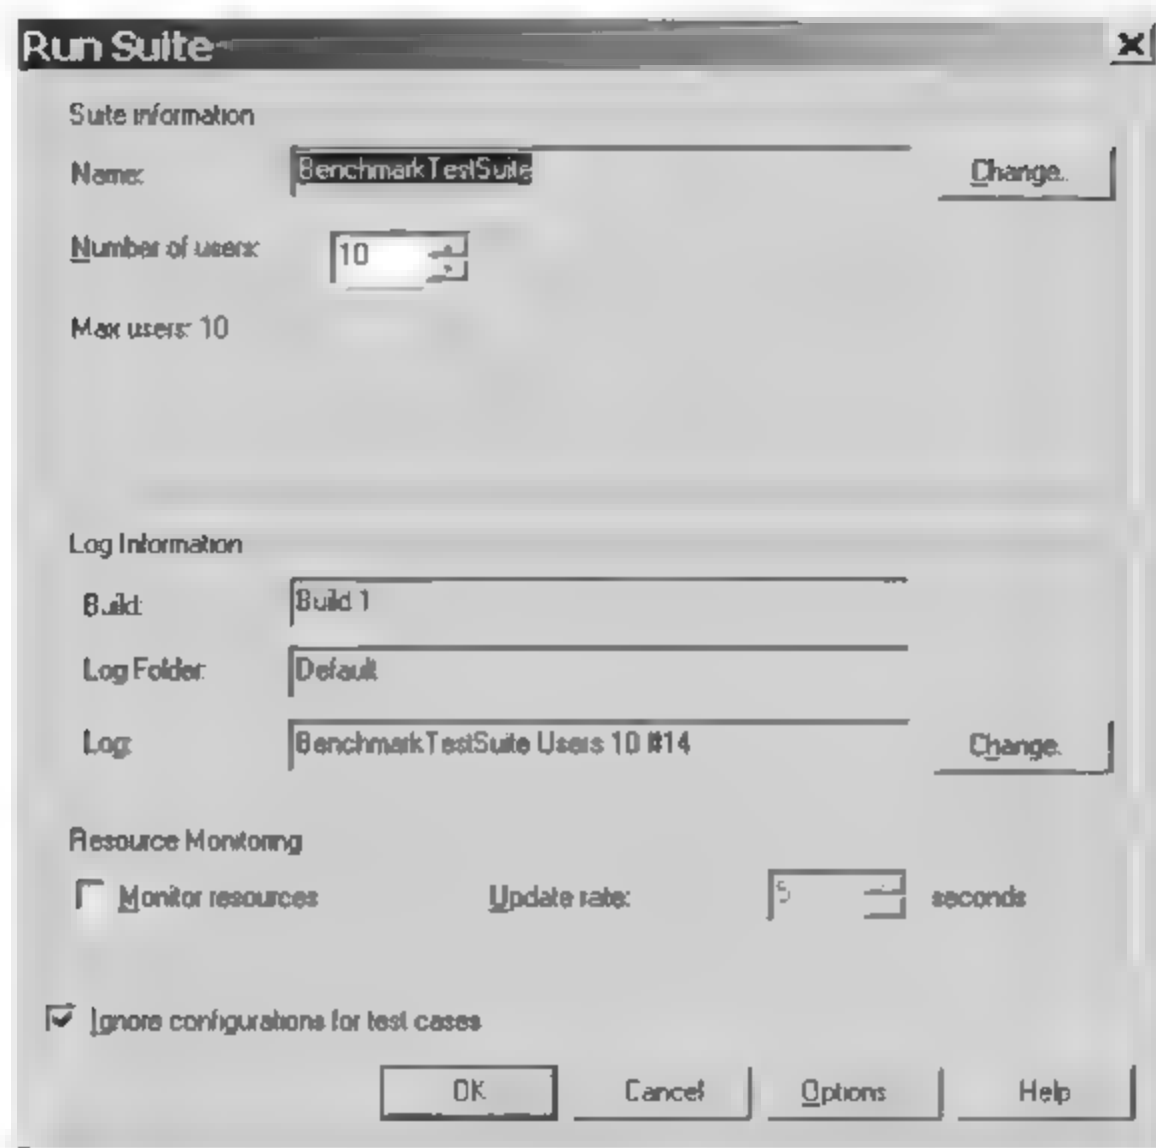 Run Suite
Suite information
Name: BenchmarkTestSuite Change..
Number of users: 10
Max users: 10
Log Information
Build: Build 1
Log Folder: Default
Log: BenchmarkTestSuite Users 10 #14 Change.
Resource Monitoring
Monitor resources Update rate: 5 seconds
Ignore configurations for test cases
OK Cancel Options Help